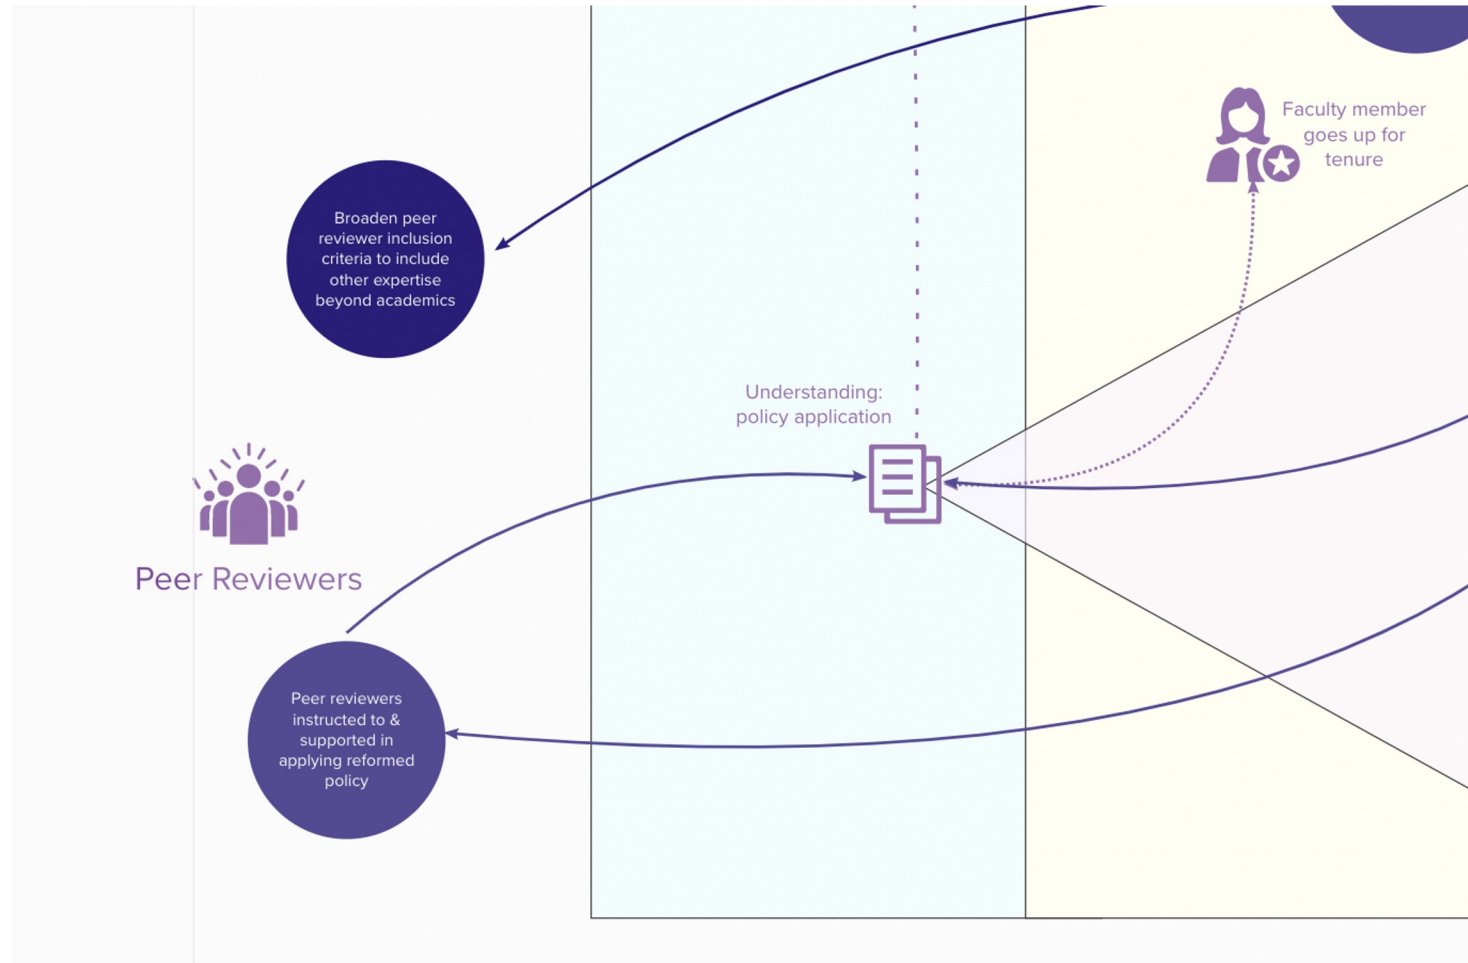 Faculty member
goes up for
tenure
Broaden peer
reviewer inclusion
criteria to include
other expertise
beyond academics
Understanding:
policy application
Peer Reviewers
Peer reviewers
instructed to &
supported in
applying reformed
policy